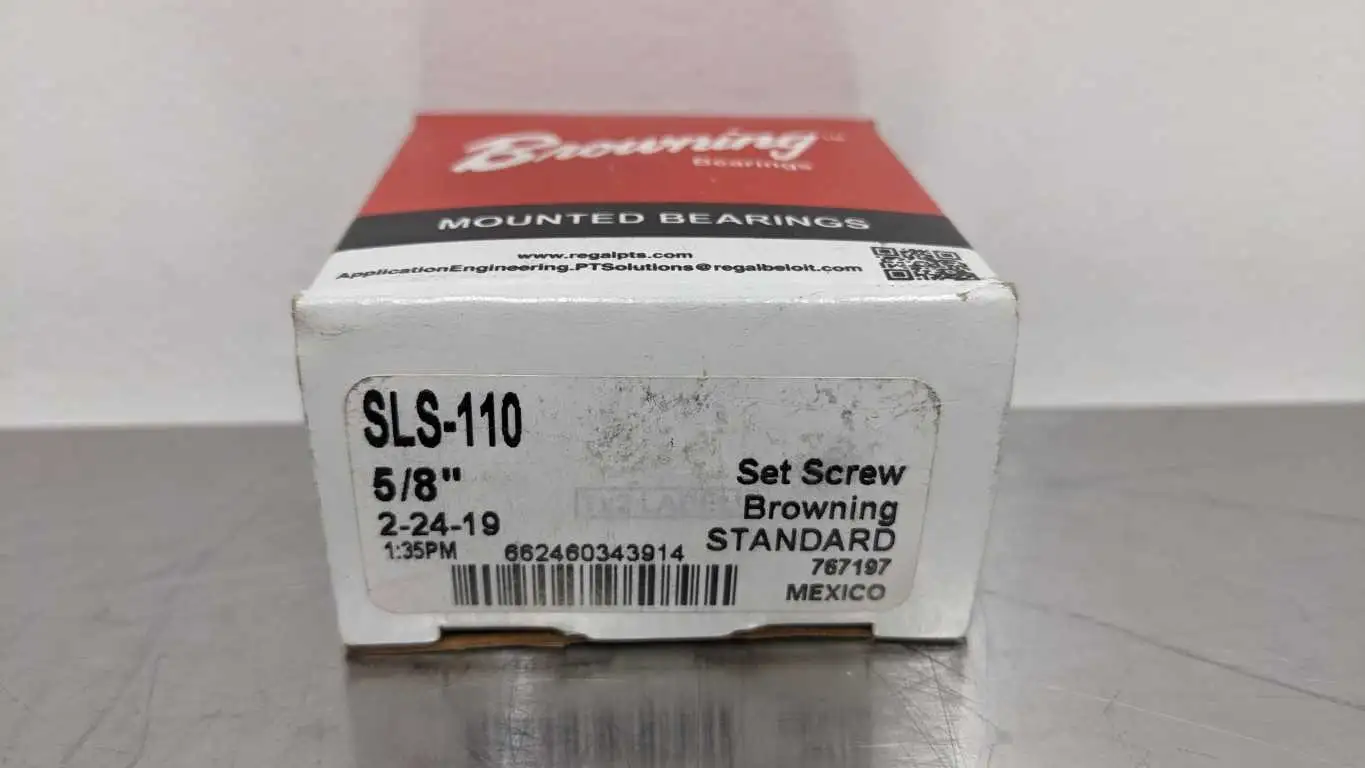 Browning™
Bearings
MOUNTED BEARINGS
www.regalpts.com
ApplicationEngineering.PTSolutions@regalbeloit.com
SLS-110
5/8"
2-24-19
1:35PM
662460343914
Set Screw
Browning
STANDARD
767197
MEXICO